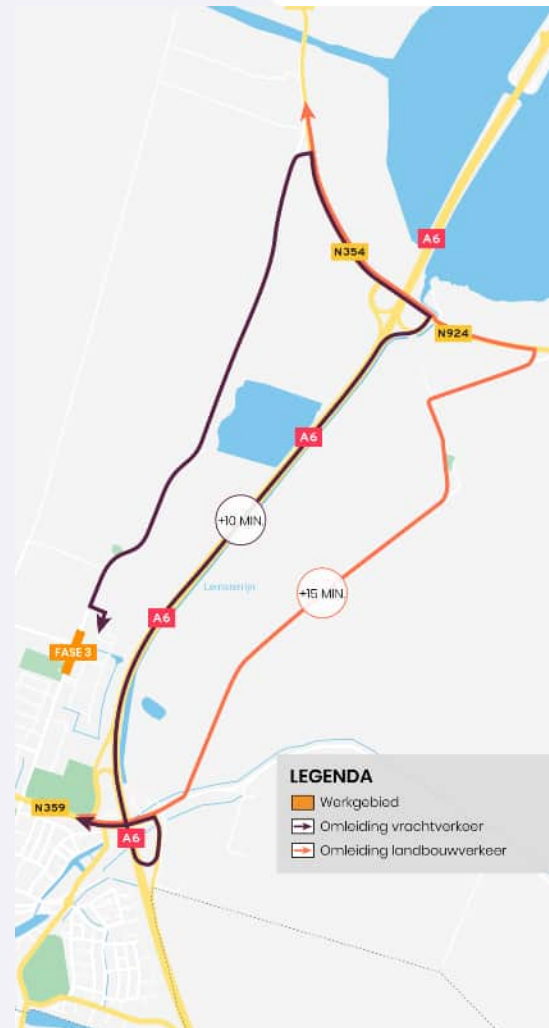 N354
A6
N924
A6
+10 MIN.
+15 MIN.
Lemsterrijn
A6
FASE 3
LEGENDA
Werkgebied
Omleiding vrachtverkeer
Omleiding landbouwverkeer
N359
A6